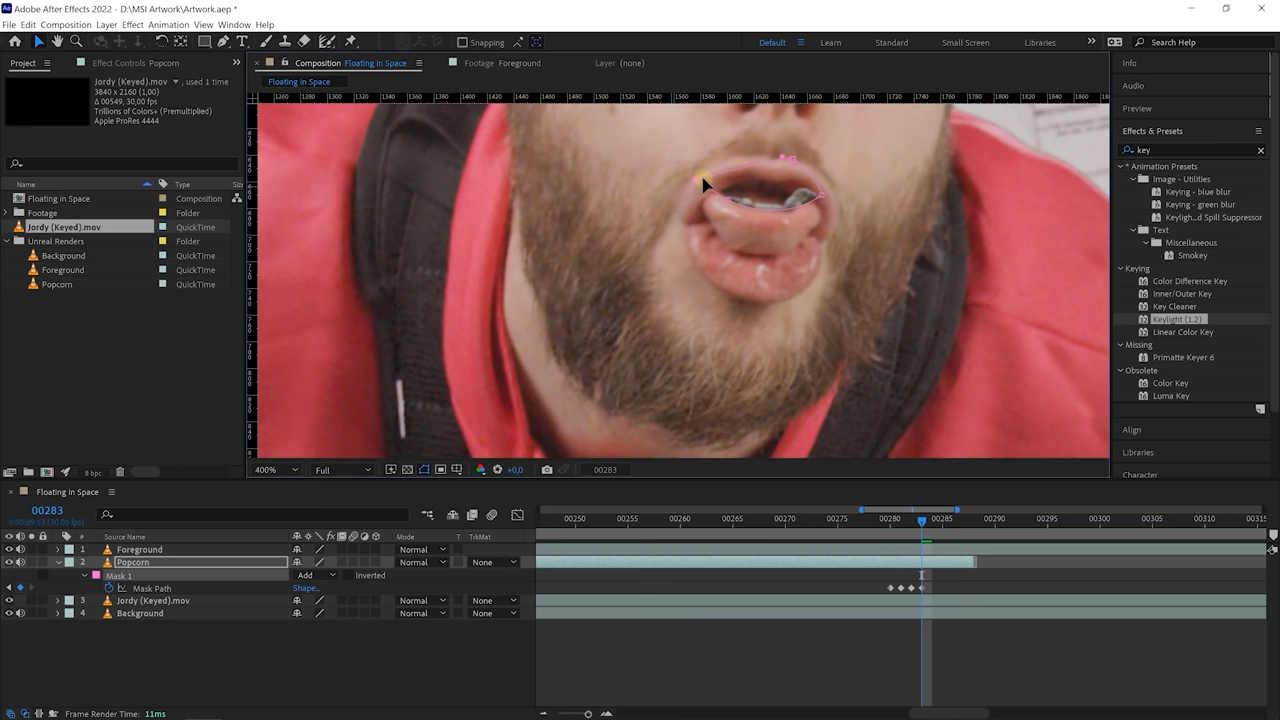 Adobe After Effects 2022 - D:\MSI Artwork\Artwork.aep *
File Edit Composition Layer Effect Animation View Window Help
Snapping Default Learn Standard Small Screen Libraries Search Help
Project Effect Controls Popcorn Composition Floating in Space Footage Foreground Layer (none) Info
Floating in Space
Jordy (Keyed).mov , used 1 time
3840 x 2160 (1,00)
Δ 00549, 30,00 fps
Trillions of Colors+ (Premultiplied)
Apple ProRes 4444
Audio
Preview
Effects & Presets
key
* Animation Presets
Image - Utilities
Keying - blue blur
Keying - green blur
Keyligh...d Spill Suppressor
Text
Miscellaneous
Smokey
Keying
Color Difference Key
Inner/Outer Key
Key Cleaner
Keylight (1.2)
Linear Color Key
Missing
Primatte Keyer 6
Obsolete
Color Key
Luma Key
Align
Libraries
Character
Name Type Siz
Floating in Space Composition
Footage Folder
Jordy (Keyed).mov QuickTime
Unreal Renders Folder
Background QuickTime
Foreground QuickTime
Popcorn QuickTime
8 bpc
400% Full +0,0 00283
Floating in Space
00283
0:00:09:13 (30.00 fps)
00250 00255 00260 00265 00270 00275 00280 00285 00290 00295 00300 00305 00310 00315
# Source Name Mode T TrkMat
1 Foreground Normal
2 Popcorn Normal None
Mask 1 Add Inverted
Mask Path Shape...
3 Jordy (Keyed).mov Normal None
4 Background Normal None
Frame Render Time: 11ms